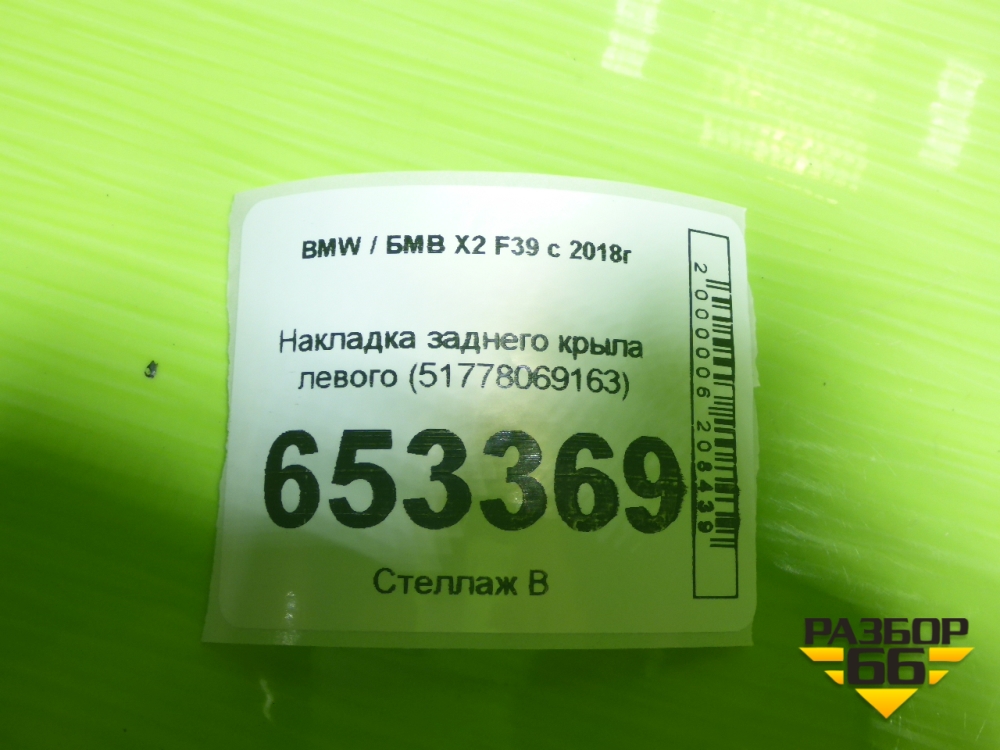 BMW / БМВ X2 F39 с 2018г
Накладка заднего крыла
левого (51778069163)
653369
Стеллаж В
2000006208439
РАЗБОР
66